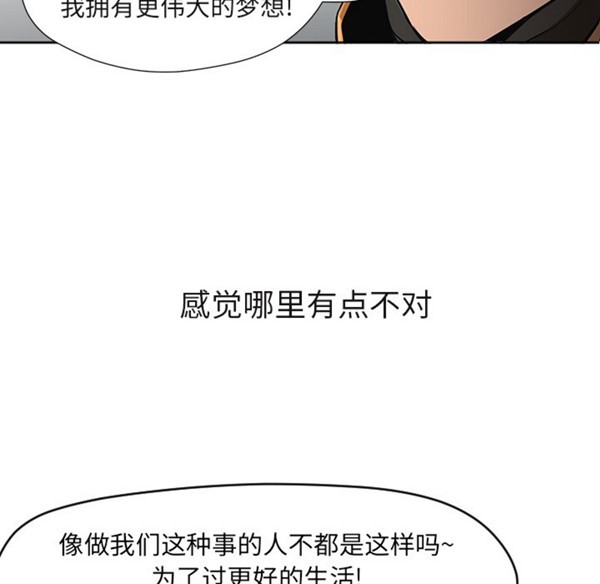 我拥有更伟大的梦想!
感觉哪里有点不对
像做我们这种事的人不都是这样吗~
为了过更好的生活!